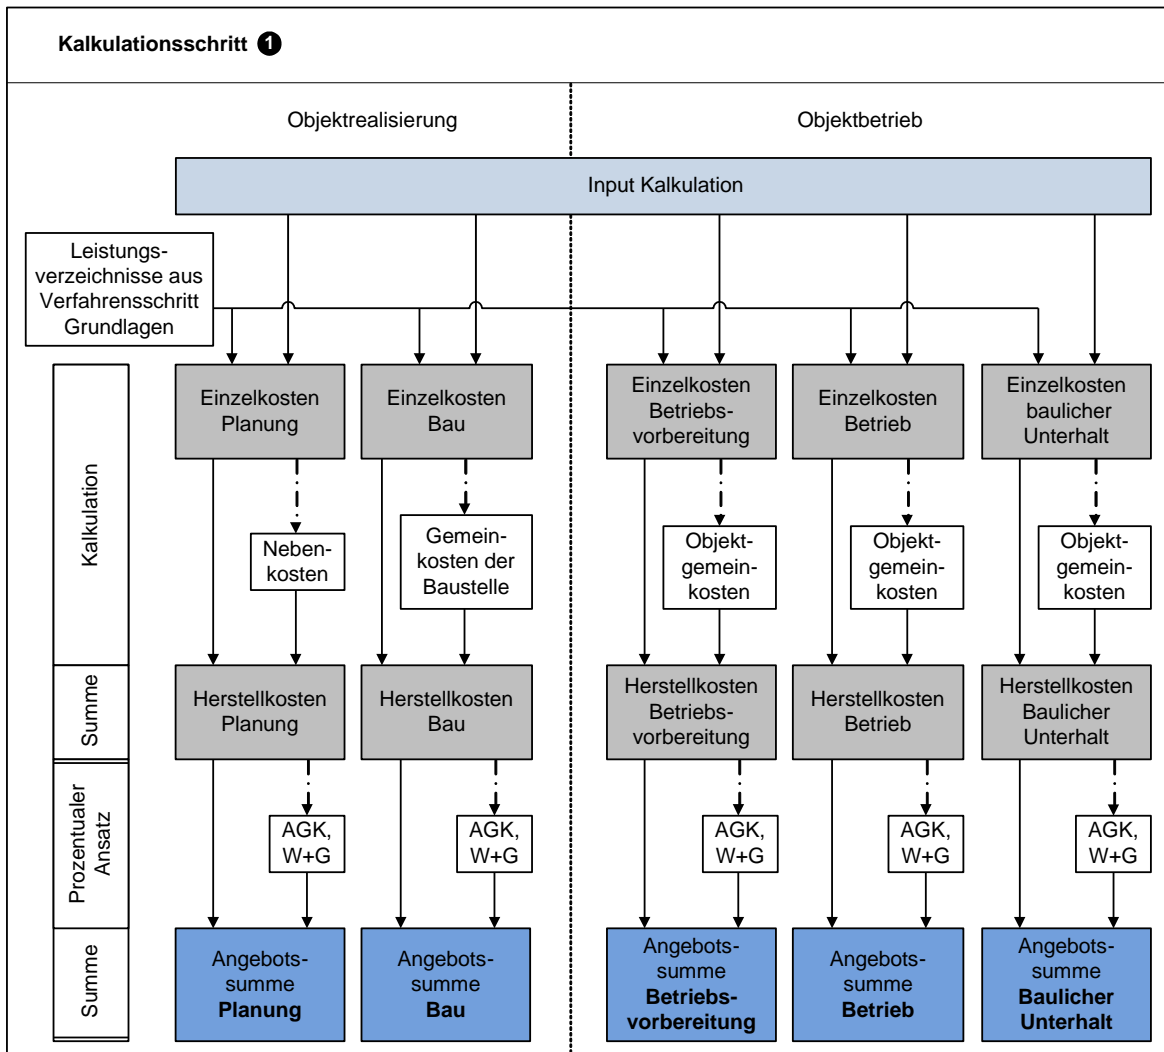 Kalkulationsschritt 1
Objektrealisierung
Objektbetrieb
Input Kalkulation
Leistungs-
verzeichnisse aus
Verfahrensschritt
Grundlagen
Kalkulation
Einzelkosten
Planung
Einzelkosten
Bau
Einzelkosten
Betriebs-
vorbereitung
Einzelkosten
Betrieb
Einzelkosten
baulicher
Unterhalt
Neben-
kosten
Gemein-
kosten der
Baustelle
Objekt-
gemein-
kosten
Objekt-
gemein-
kosten
Objekt-
gemein-
kosten
Summe
Herstellkosten
Planung
Herstellkosten
Bau
Herstellkosten
Betriebs-
vorbereitung
Herstellkosten
Betrieb
Herstellkosten
Baulicher
Unterhalt
Prozentualer
Ansatz
AGK,
W+G
AGK,
W+G
AGK,
W+G
AGK,
W+G
AGK,
W+G
Summe
Angebots-
summe
Planung
Angebots-
summe
Bau
Angebots-
summe
Betriebs-
vorbereitung
Angebots-
summe
Betrieb
Angebots-
summe
Baulicher
Unterhalt